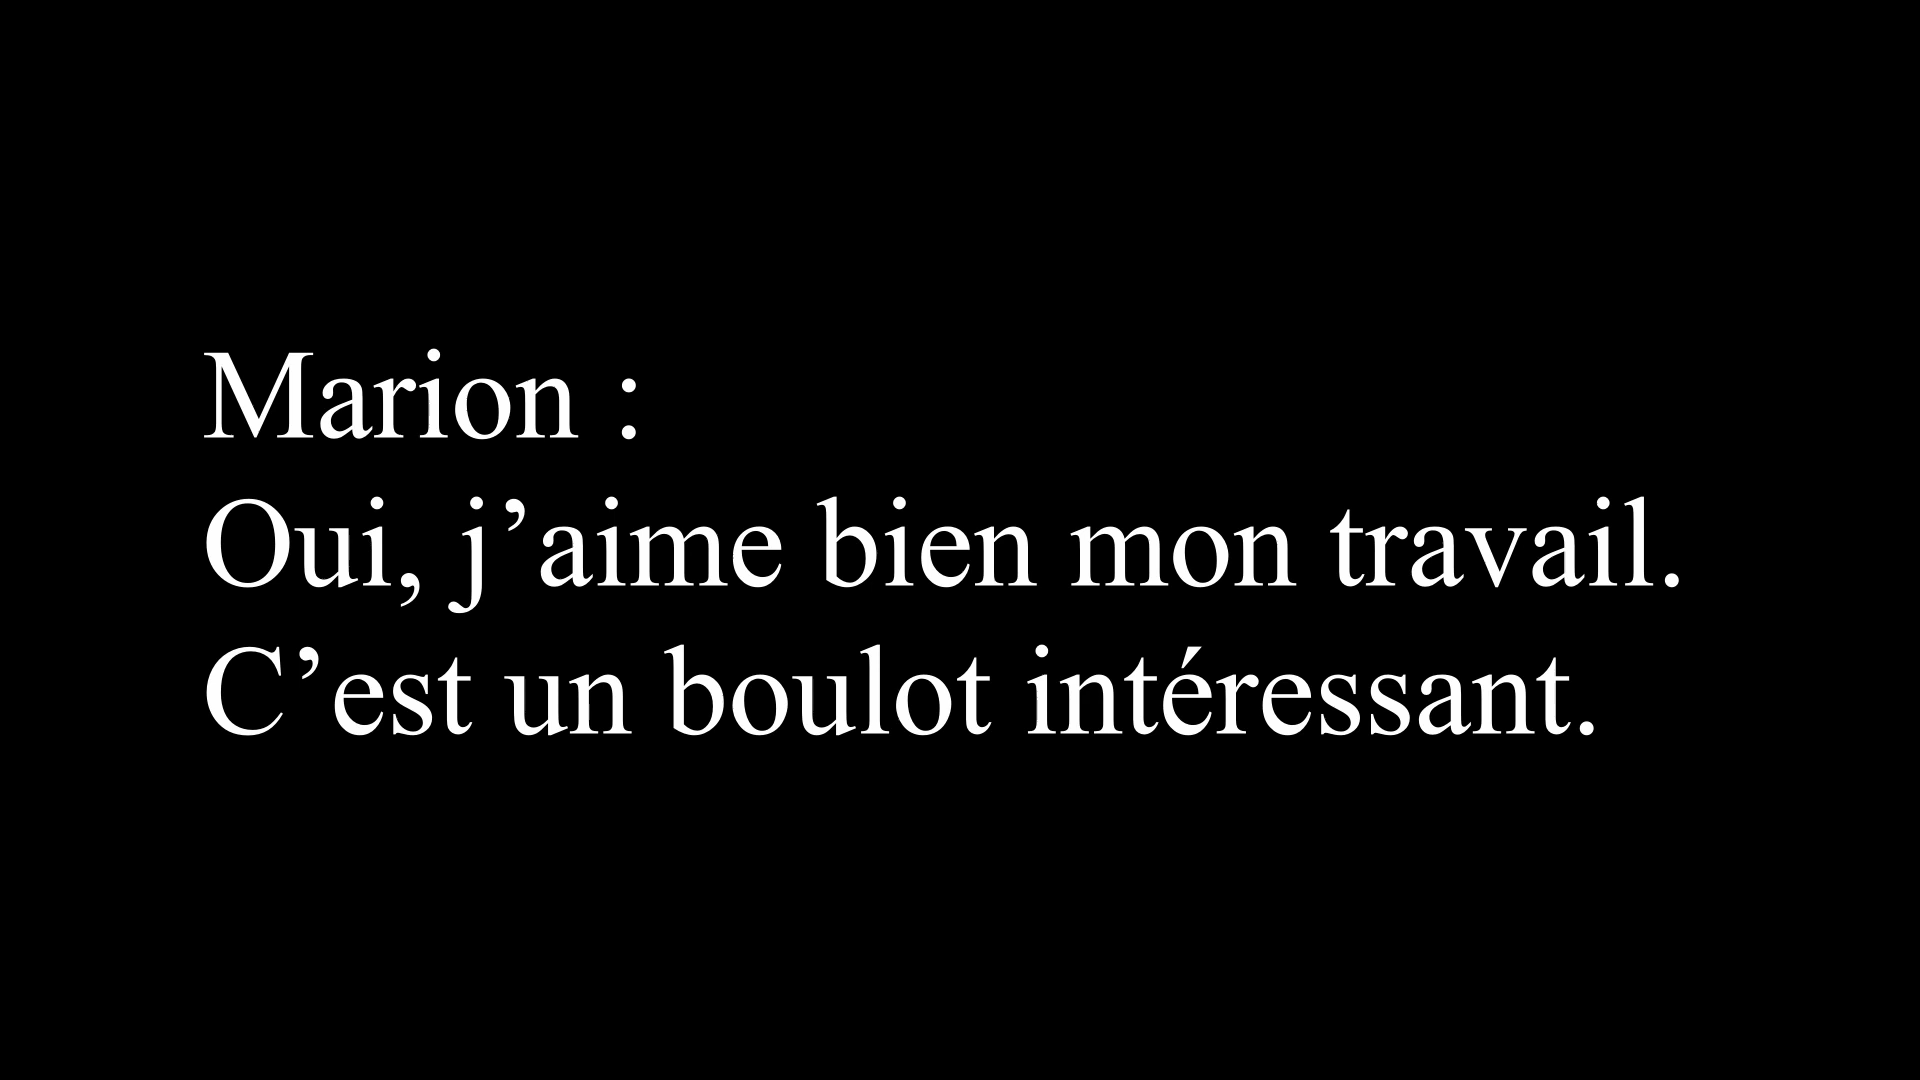 Marion :
Oui, j’aime bien mon travail.
C’est un boulot intéressant.